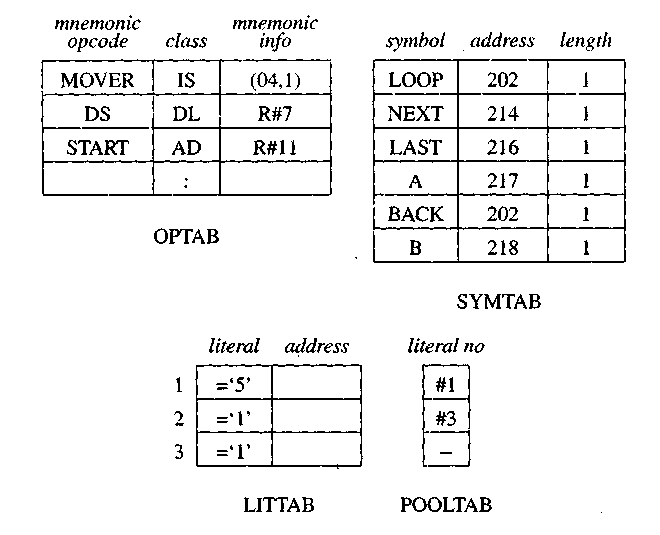 mnemonic opcode class mnemonic info
MOVER IS (04,1)
DS DL R#7
START AD R#11
:
OPTAB
symbol address length
LOOP 202 1
NEXT 214 1
LAST 216 1
A 217 1
BACK 202 1
B 218 1
SYMTAB
literal address
1 ='5'
2 ='1'
3 ='1'
LITTAB
literal no
#1
#3
–
POOLTAB